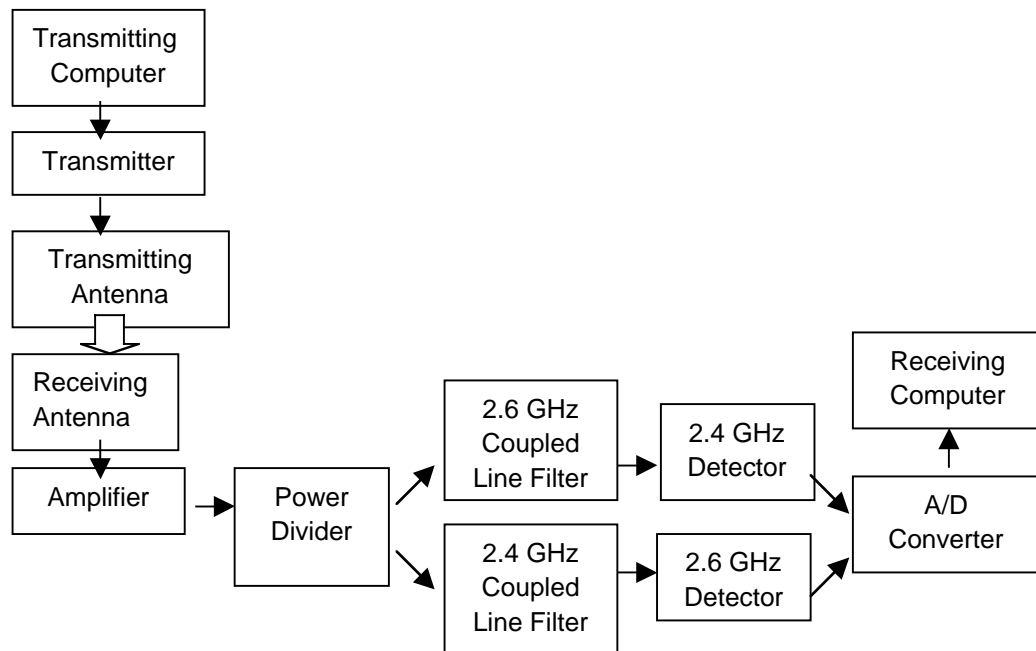 Transmitting
Computer
Transmitter
Transmitting
Antenna
Receiving
Antenna
Amplifier
Power
Divider
2.6 GHz
Coupled
Line Filter
2.4 GHz
Detector
2.4 GHz
Coupled
Line Filter
2.6 GHz
Detector
A/D
Converter
Receiving
Computer